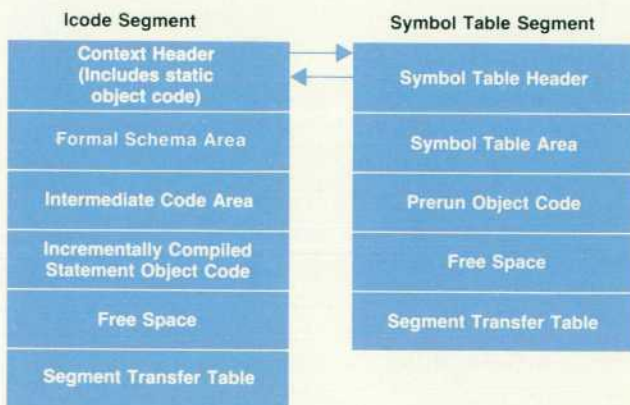 Icode Segment
Context Header
(Includes static
object code)
Formal Schema Area
Intermediate Code Area
Incrementally Compiled
Statement Object Code
Free Space
Segment Transfer Table
Symbol Table Segment
Symbol Table Header
Symbol Table Area
Prerun Object Code
Free Space
Segment Transfer Table